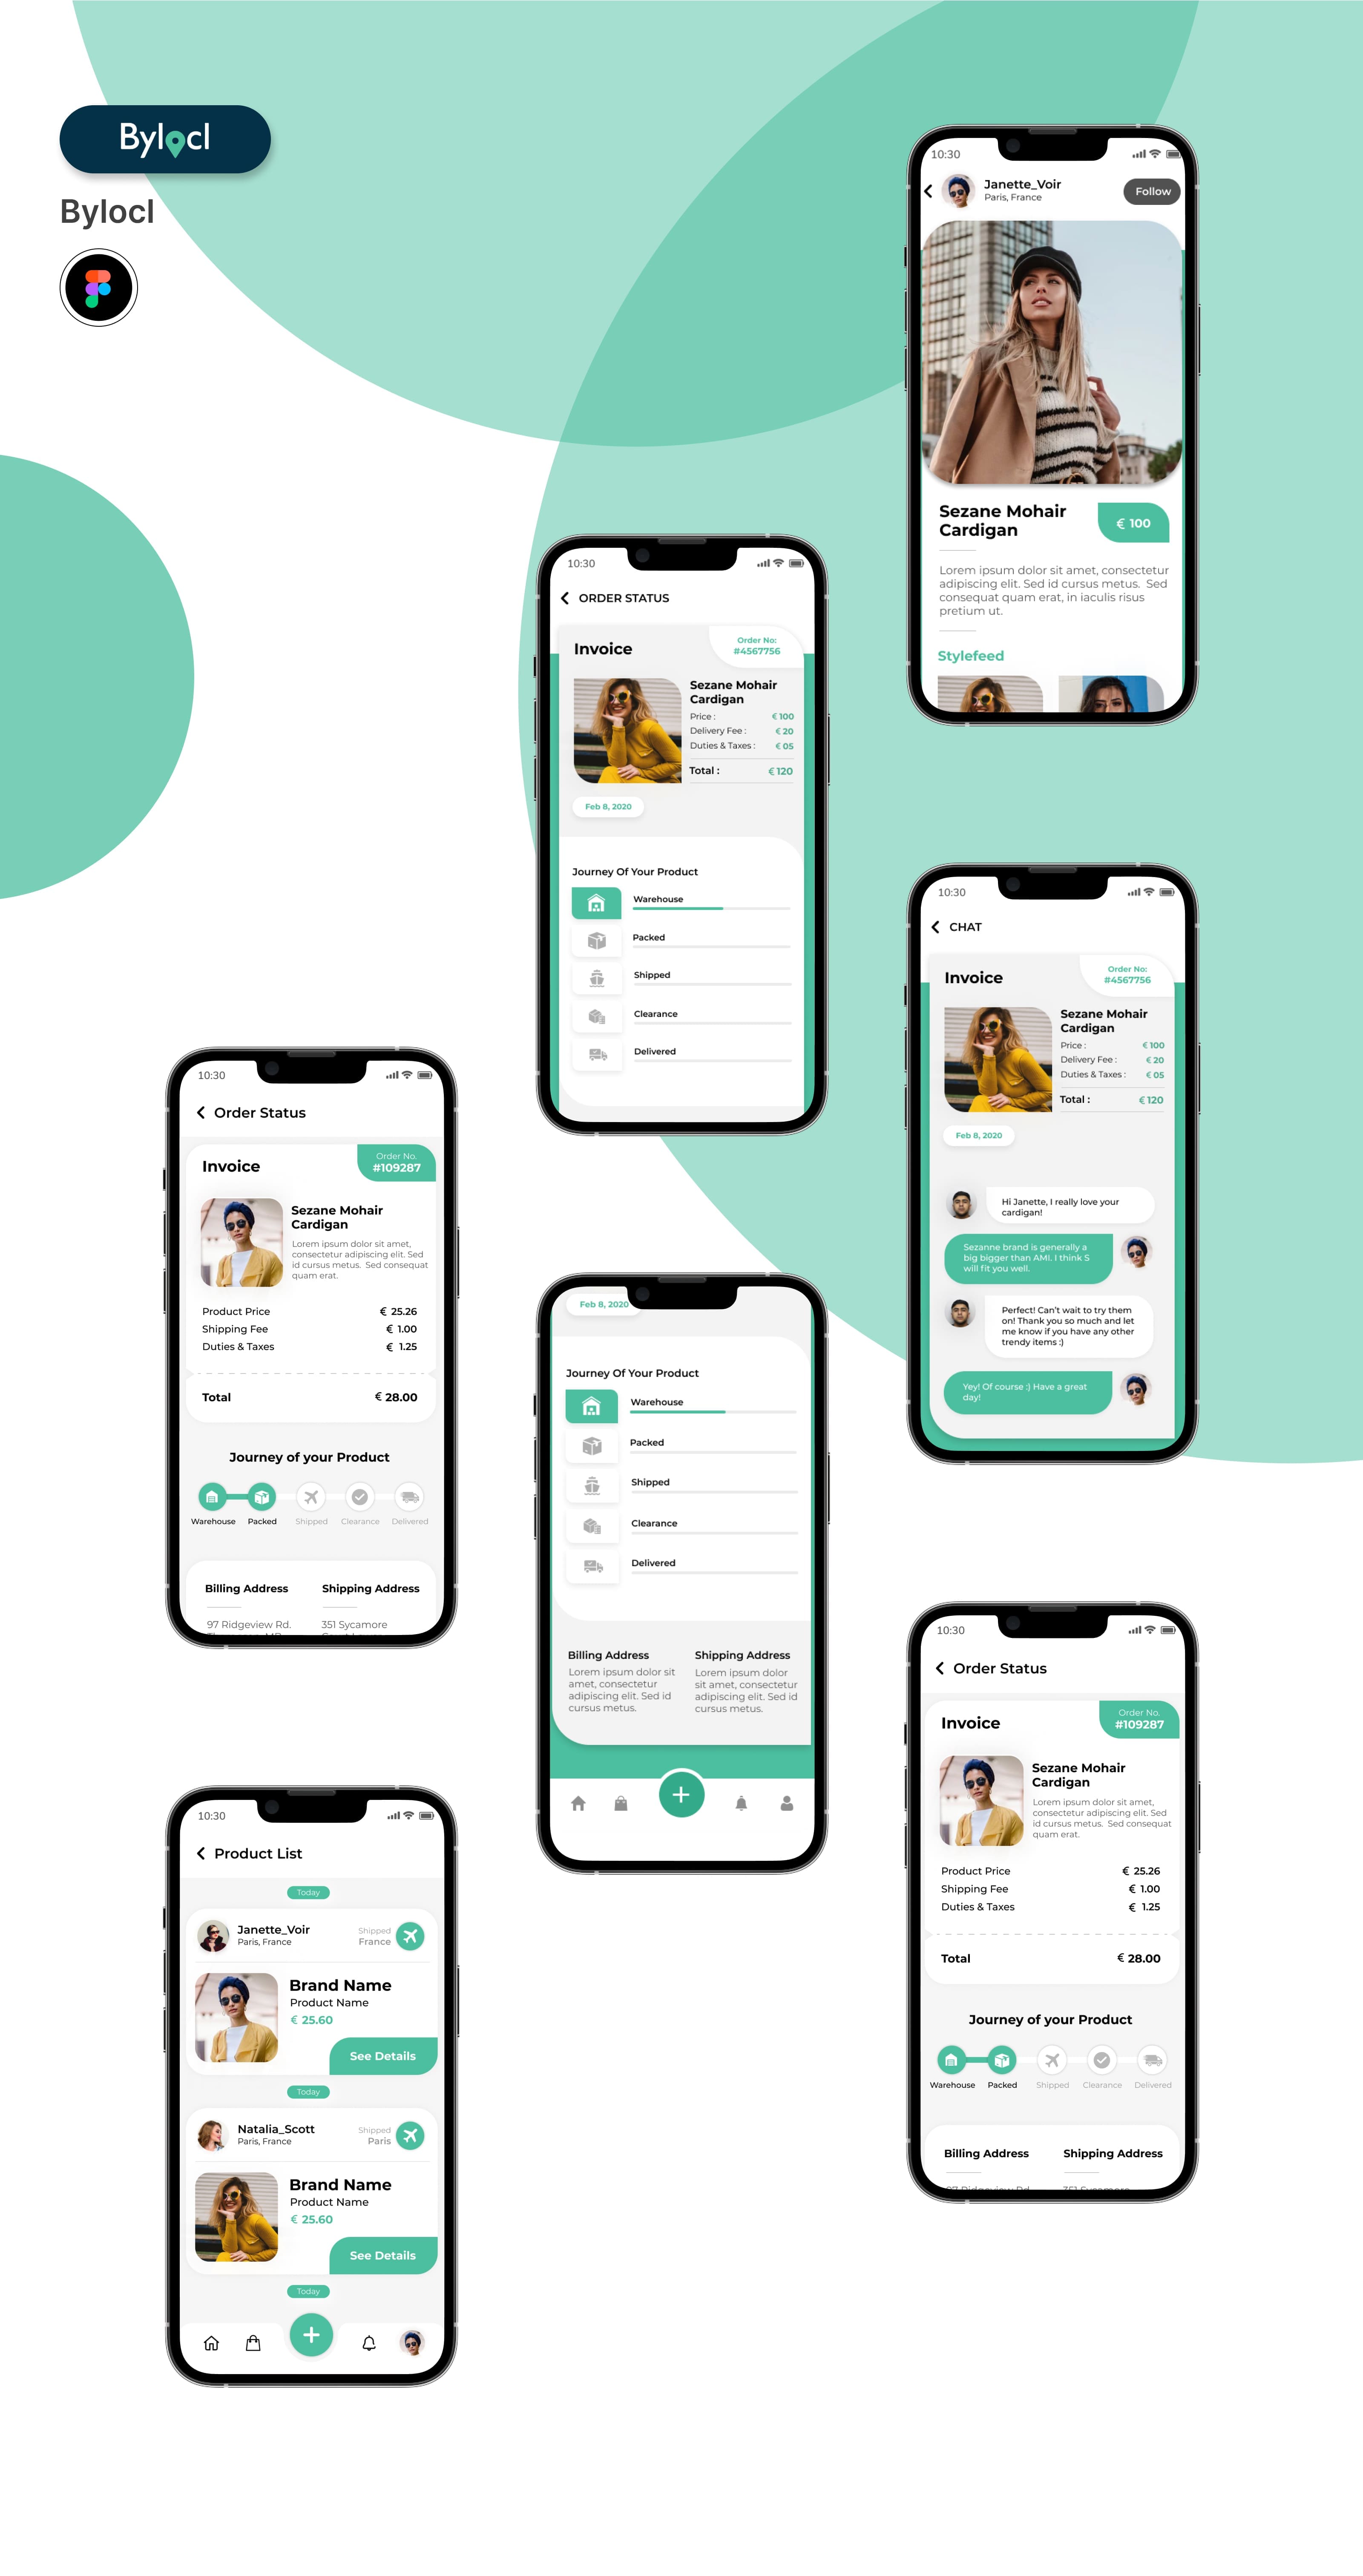 Bylocl
Bylocl
10:30
Janette_Voir
Paris, France
Follow
Sezane Mohair
Cardigan
€ 100
Lorem ipsum dolor sit amet, consectetur
adipiscing elit. Sed id cursus metus. Sed
consequat quam erat, in iaculis risus
pretium ut.
Stylefeed
10:30
ORDER STATUS
Invoice
Order No:
#4567756
Sezane Mohair
Cardigan
Price : € 100
Delivery Fee : € 20
Duties & Taxes : € 05
Total : € 120
Feb 8, 2020
Journey Of Your Product
Warehouse
Packed
Shipped
Clearance
Delivered
10:30
CHAT
Invoice
Order No:
#4567756
Sezane Mohair
Cardigan
Price : € 100
Delivery Fee : € 20
Duties & Taxes : € 05
Total : € 120
Feb 8, 2020
Hi Janette, I really love your
cardigan!
Sezanne brand is generally a
big bigger than AMI. I think S
will fit you well.
Perfect! Can't wait to try them
on! Thank you so much and let
me know if you have any other
trendy items :)
Yey! Of course :) Have a great
day!
10:30
Order Status
Invoice
Order No.
#109287
Sezane Mohair
Cardigan
Lorem ipsum dolor sit amet,
consectetur adipiscing elit. Sed
id cursus metus. Sed consequat
quam erat.
Product Price € 25.26
Shipping Fee € 1.00
Duties & Taxes € 1.25
Total € 28.00
Journey of your Product
Warehouse Packed Shipped Clearance Delivered
Billing Address Shipping Address
97 Ridgeview Rd. 351 Sycamore
Feb 8, 2020
Journey Of Your Product
Warehouse
Packed
Shipped
Clearance
Delivered
Billing Address
Lorem ipsum dolor sit
amet, consectetur
adipiscing elit. Sed id
cursus metus.
Shipping Address
Lorem ipsum dolor
sit amet, consectetur
adipiscing elit. Sed id
cursus metus.
10:30
Order Status
Invoice
Order No.
#109287
Sezane Mohair
Cardigan
Lorem ipsum dolor sit amet,
consectetur adipiscing elit. Sed
id cursus metus. Sed consequat
quam erat.
Product Price € 25.26
Shipping Fee € 1.00
Duties & Taxes € 1.25
Total € 28.00
Journey of your Product
Warehouse Packed Shipped Clearance Delivered
Billing Address Shipping Address
10:30
Product List
Today
Janette_Voir
Paris, France
Shipped
France
Brand Name
Product Name
€ 25.60
See Details
Today
Natalia_Scott
Paris, France
Shipped
Paris
Brand Name
Product Name
€ 25.60
See Details
Today